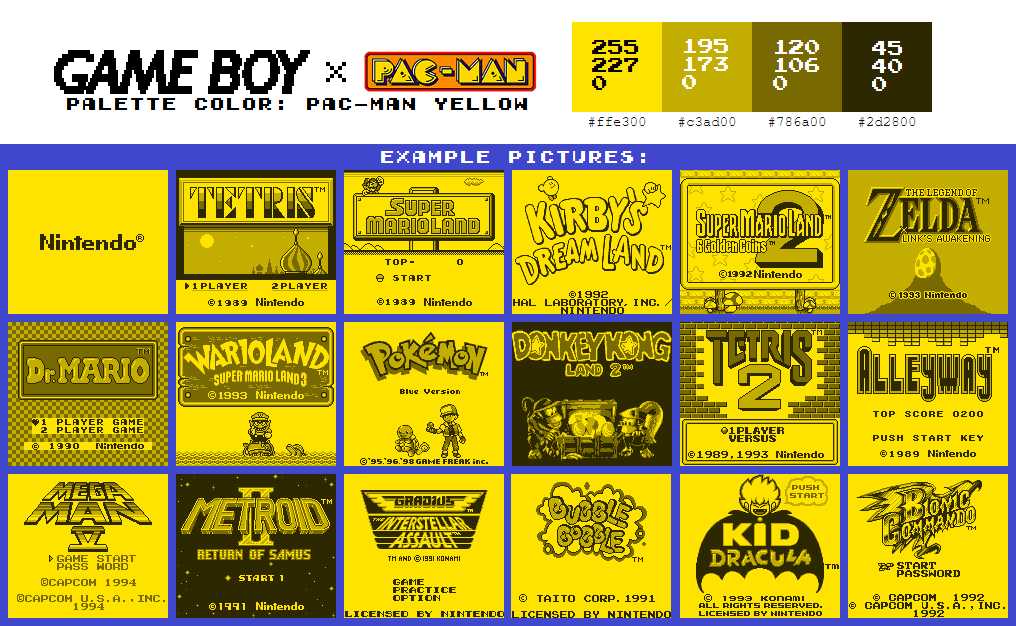 GAME BOY × PAC-MAN
PALETTE COLOR: PAC-MAN YELLOW
255
227
0
195
173
0
120
106
0
45
40
0
#ffe300
#c3ad00
#786a00
#2d2800
EXAMPLE PICTURES:
Nintendo®
TETRIS™
1PLAYER 2PLAYER
©1989 Nintendo
SUPER
MARIOLAND
TOP- 0
START
©1989 Nintendo
KIRBY'S
DREAM LAND™
©1992
HAL LABORATORY, INC. /
NINTENDO
SUPER MARIO LAND 2™
6 Golden Coins™
©1992 Nintendo
THE LEGEND OF
ZELDA™
LINK'S AWAKENING
© 1993 Nintendo
DR. MARIO™
1 PLAYER GAME
2 PLAYER GAME
© 1990 Nintendo
WARIOLAND™
SUPER MARIO LAND 3
©1993 Nintendo
POKéMON™
Blue Version
©'95.'96.'98 GAME FREAK inc.
DONKEY KONG
LAND 2™
TETRIS™
2
1PLAYER
VERSUS
©1989,1993 Nintendo
ALLEYWAY™
TOP SCORE 0200
PUSH START KEY
©1989 Nintendo
MEGA
MAN
IV
GAME START
PASS WORD
©CAPCOM 1994
©CAPCOM U.S.A.,INC.
1994
METROID™
II
RETURN OF SAMUS
START 1
©1991 Nintendo
GRADIUS
THE INTERSTELLAR
ASSAULT™
TM AND © 1991 KONAMI
GAME
PRACTICE
OPTION
LICENSED BY NINTENDO
BUBBLE
BOBBLE™
© TAITO CORP. 1991
LICENSED BY NINTENDO
PUSH
START
KID
DRACULA™
© 1993 KONAMI
ALL RIGHTS RESERVED.
LICENSED BY NINTENDO
BIONIC
COMMANDO™
START
PASSWORD
© CAPCOM 1992
© CAPCOM U.S.A.,INC.
1992